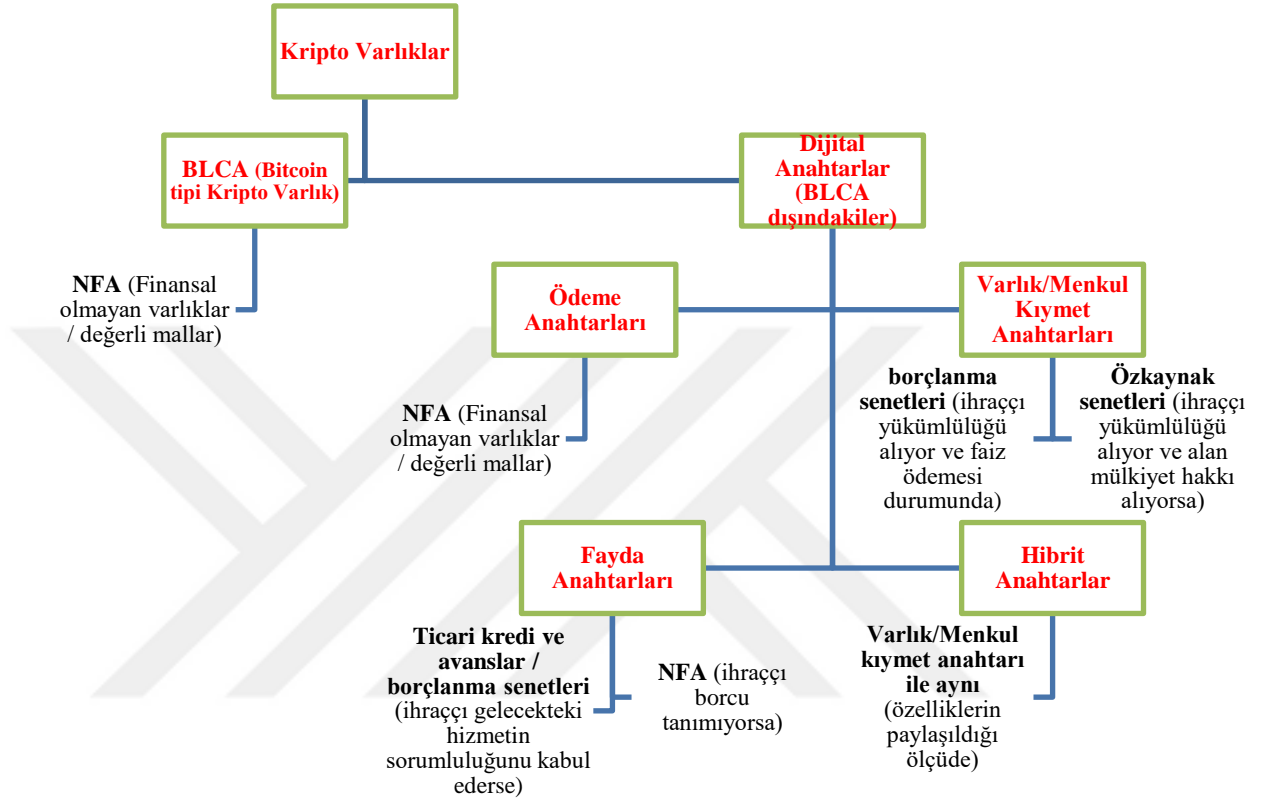 Kripto Varlıklar
BLCA (Bitcoin
tipi Kripto Varlık)
Dijital
Anahtarlar
(BLCA
dışındakiler)
NFA (Finansal
olmayan varlıklar
/ değerli mallar)
Ödeme
Anahtarları
Varlık/Menkul
Kıymet
Anahtarları
NFA (Finansal
olmayan varlıklar
/ değerli mallar)
borçlanma
senetleri (ihraççı
yükümlülüğü
alıyor ve faiz
ödemesi
durumunda)
Özkaynak
senetleri (ihraççı
yükümlülüğü
alıyor ve alan
mülkiyet hakkı
alıyorsa)
Fayda
Anahtarları
Hibrit
Anahtarlar
Ticari kredi ve
avanslar /
borçlanma senetleri
(ihraççı gelecekteki
hizmetin
sorumluluğunu kabul
ederse)
NFA (ihraççı
borcu
tanımıyorsa)
Varlık/Menkul
kıymet anahtarı
ile aynı
(özelliklerin
paylaşıldığı
ölçüde)